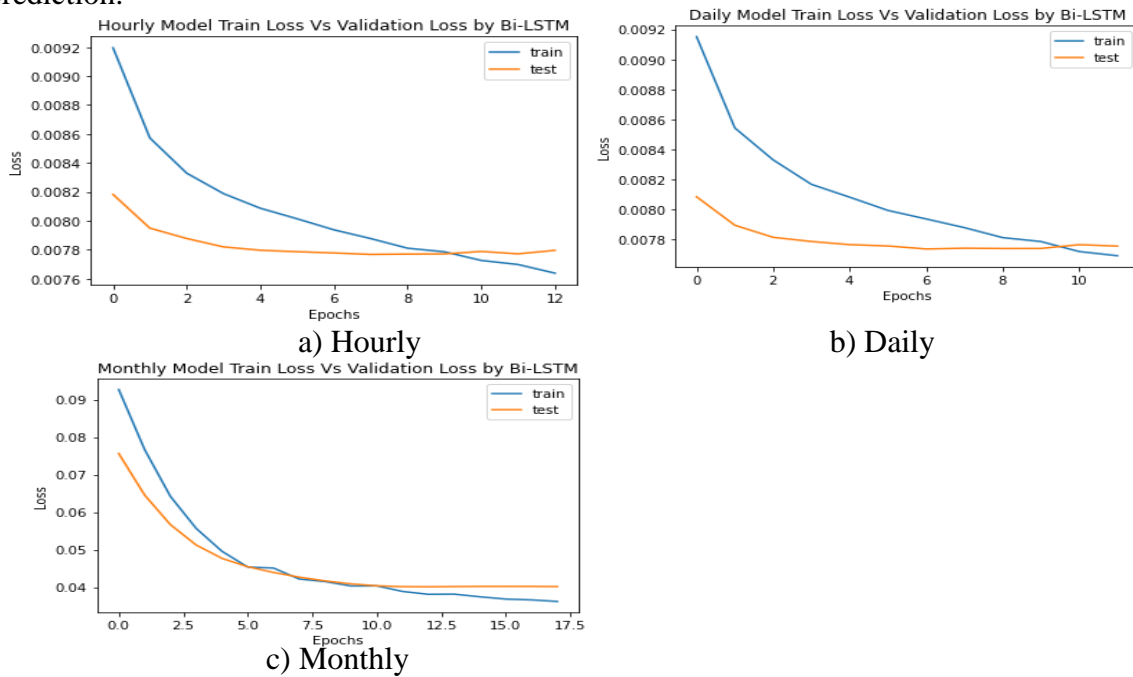 Hourly Model Train Loss Vs Validation Loss by Bi-LSTM
0.0092
0.0090
0.0088
0.0086
0.0084
0.0082
0.0080
0.0078
0.0076
Loss
train
test
0 2 4 6 8 10 12
Epochs
a) Hourly
Daily Model Train Loss Vs Validation Loss by Bi-LSTM
0.0092
0.0090
0.0088
0.0086
0.0084
0.0082
0.0080
0.0078
Loss
train
test
0 2 4 6 8 10
Epochs
b) Daily
Monthly Model Train Loss Vs Validation Loss by Bi-LSTM
0.09
0.08
0.07
0.06
0.05
0.04
Loss
train
test
0.0 2.5 5.0 7.5 10.0 12.5 15.0 17.5
Epochs
c) Monthly